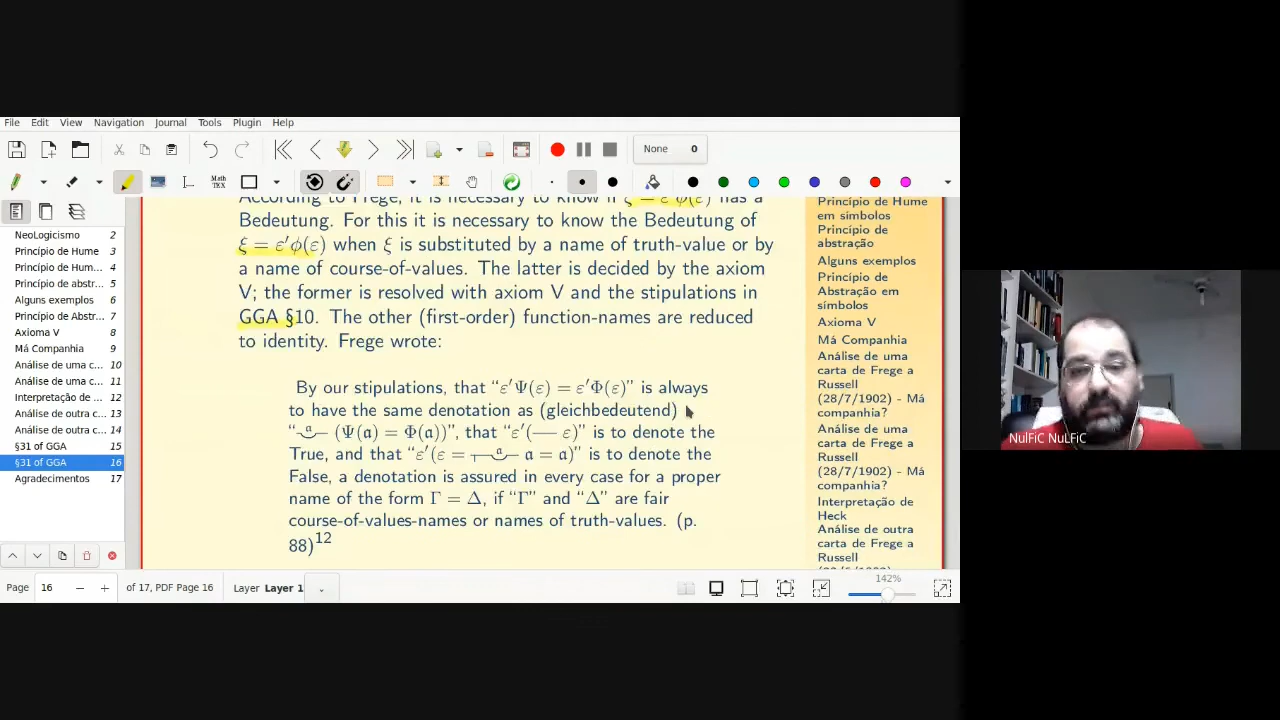 File Edit View Navigation Journal Tools Plugin Help
None 0
Math
TEX
NeoLogicismo 2
Princípio de Hume 3
Princípio de Hum... 4
Princípio de abstr... 5
Alguns exemplos 6
Princípio de Abstr... 7
Axioma V 8
Má Companhia 9
Análise de uma c... 10
Análise de uma c... 11
Interpretação de ... 12
Análise de outra c... 13
Análise de outra c... 14
§31 of GGA 15
§31 of GGA 16
Agradecimentos 17
According to Frege, it is necessary to know if ξ = ε′ϕ(ε) has a
Bedeutung. For this it is necessary to know the Bedeutung of
ξ = ε′ϕ(ε) when ξ is substituted by a name of truth-value or by
a name of course-of-values. The latter is decided by the axiom
V; the former is resolved with axiom V and the stipulations in
GGA §10. The other (first-order) function-names are reduced
to identity. Frege wrote:
By our stipulations, that “ε′Ψ(ε) = ε′Φ(ε)” is always
to have the same denotation as (gleichbedeutend)
“—𝔞— (Ψ(𝔞) = Φ(𝔞))”, that “ε′(— ε)” is to denote the
True, and that “ε′(ε = —𝔞— 𝔞 = 𝔞)” is to denote the
False, a denotation is assured in every case for a proper
name of the form Γ = Δ, if “Γ” and “Δ” are fair
course-of-values-names or names of truth-values. (p.
88)12
Princípio de Hume
em símbolos
Princípio de
abstração
Alguns exemplos
Princípio de
Abstração em
símbolos
Axioma V
Má Companhia
Análise de uma
carta de Frege a
Russell
(28/7/1902) - Má
companhia?
Análise de uma
carta de Frege a
Russell
(28/7/1902) - Má
companhia?
Interpretação de
Heck
Análise de outra
carta de Frege a
Russell
Page 16 of 17, PDF Page 16 Layer Layer 1 142%
NulFiC NuLFiC